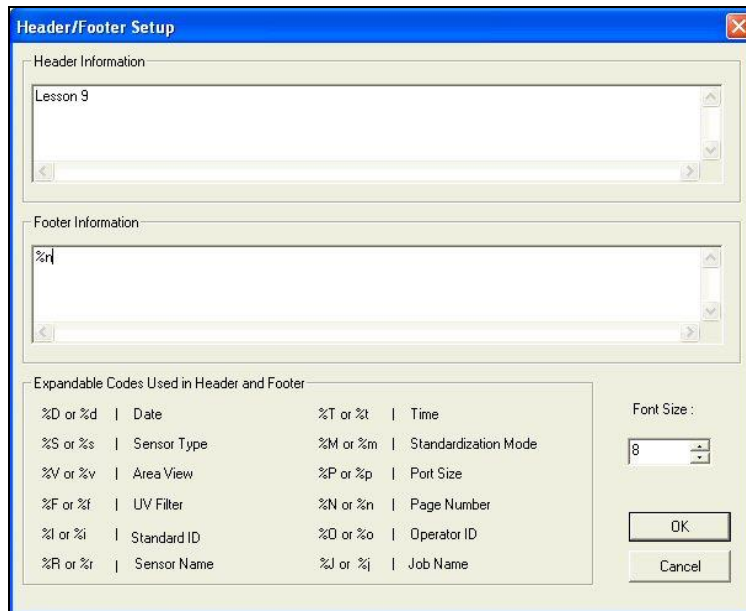 Header/Footer Setup
Header Information
Lesson 9
Footer Information
%n
Expandable Codes Used in Header and Footer
%D or %d | Date %T or %t | Time
%S or %s | Sensor Type %M or %m | Standardization Mode
%V or %v | Area View %P or %p | Port Size
%F or %f | UV Filter %N or %n | Page Number
%I or %i | Standard ID %O or %o | Operator ID
%R or %r | Sensor Name %J or %j | Job Name
Font Size :
8
OK
Cancel